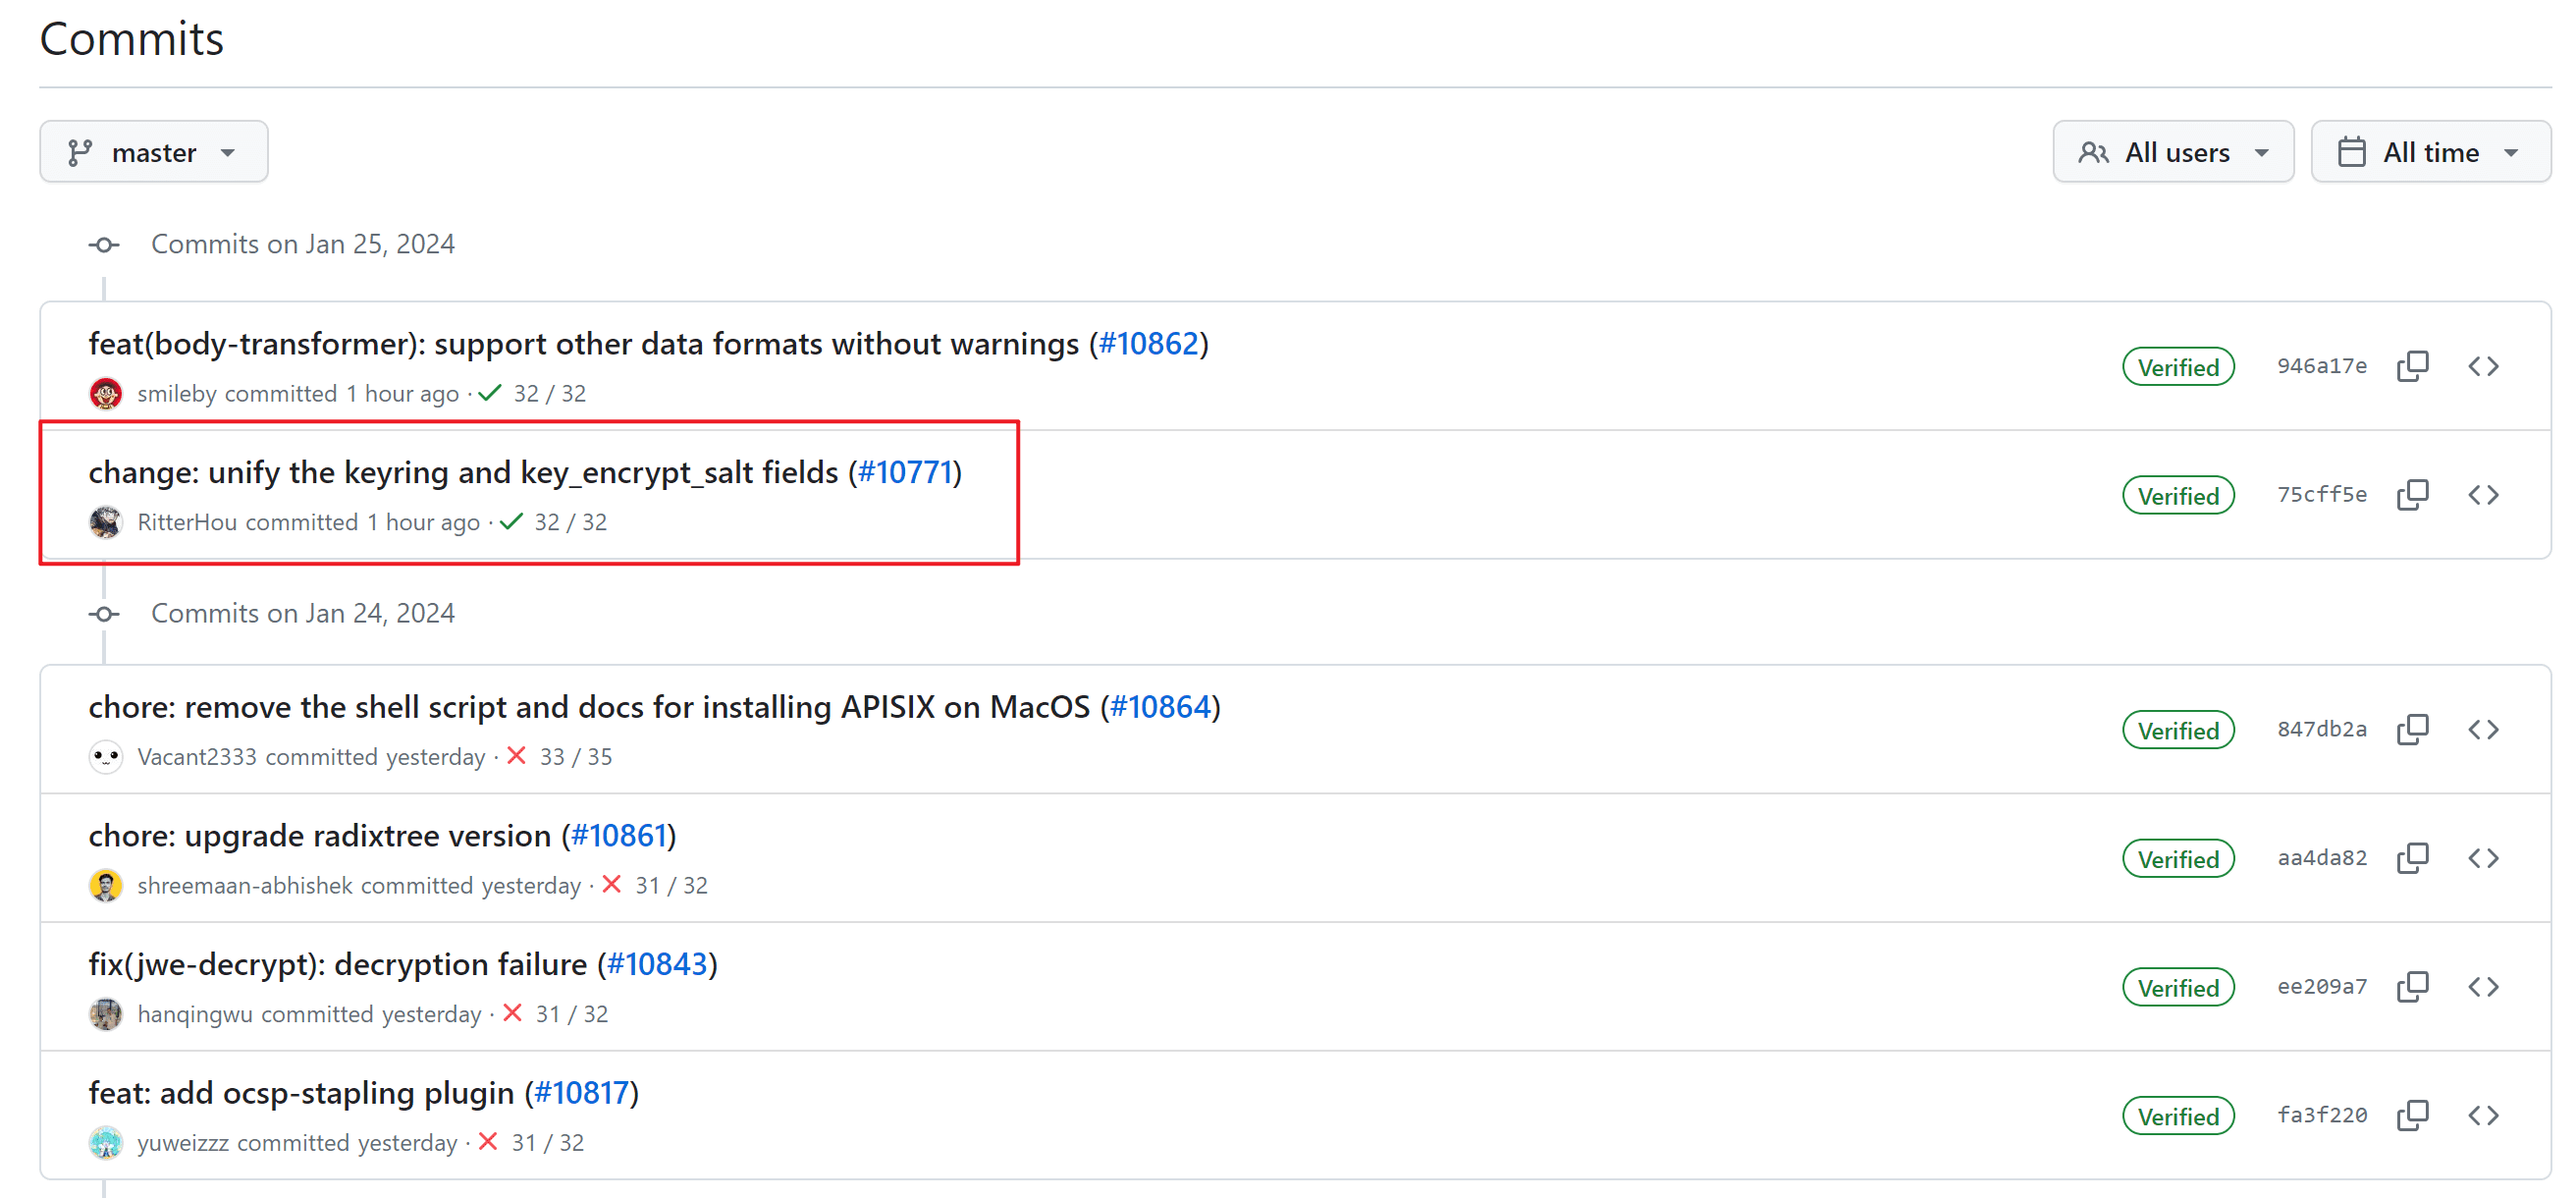 Commits
master
All users
All time
Commits on Jan 25, 2024
feat(body-transformer): support other data formats without warnings (#10862)
smileby committed 1 hour ago · 32 / 32
Verified
946a17e
change: unify the keyring and key_encrypt_salt fields (#10771)
RitterHou committed 1 hour ago · 32 / 32
Verified
75cff5e
Commits on Jan 24, 2024
chore: remove the shell script and docs for installing APISIX on MacOS (#10864)
Vacant2333 committed yesterday · 33 / 35
Verified
847db2a
chore: upgrade radixtree version (#10861)
shreemaan-abhishek committed yesterday · 31 / 32
Verified
aa4da82
fix(jwe-decrypt): decryption failure (#10843)
hanqingwu committed yesterday · 31 / 32
Verified
ee209a7
feat: add ocsp-stapling plugin (#10817)
yuweizzz committed yesterday · 31 / 32
Verified
fa3f220